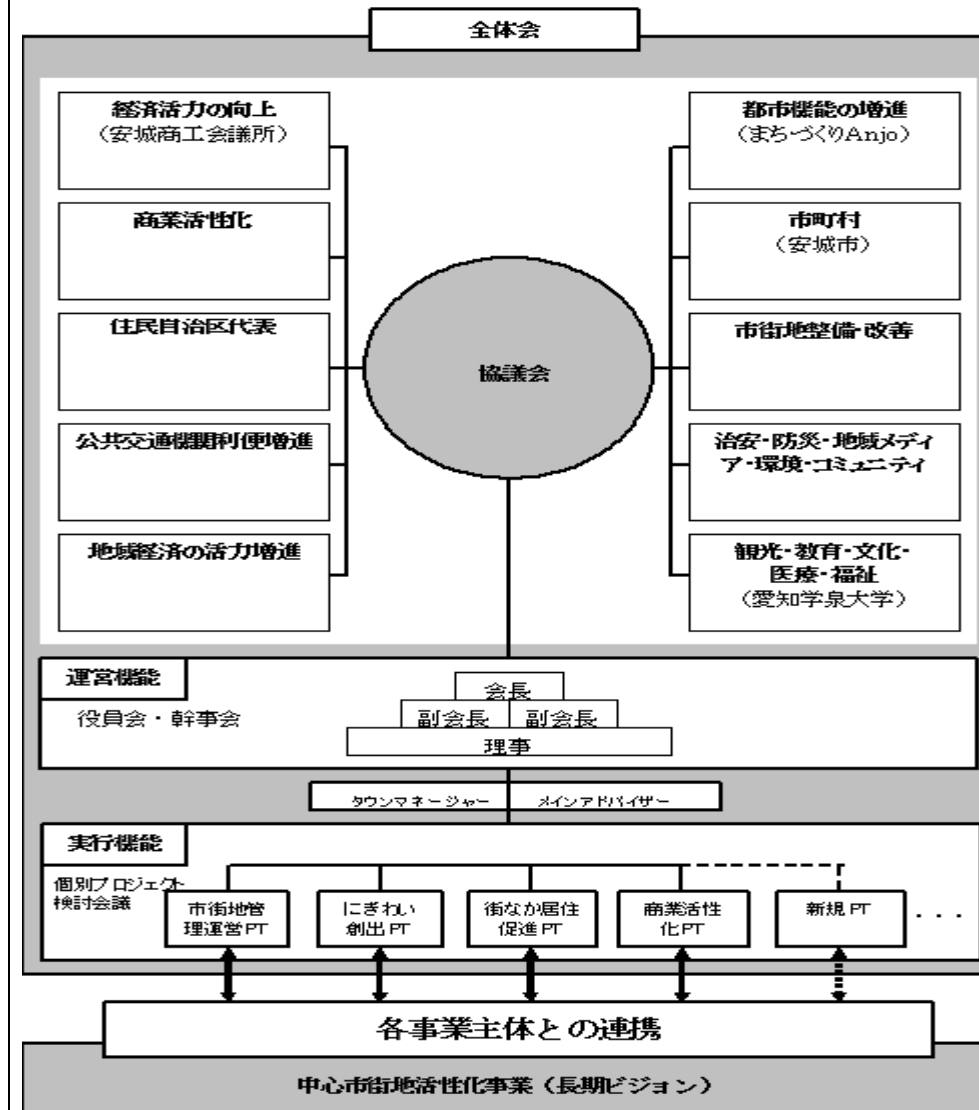 全体会
経済活力の向上
（安城商工会議所）
商業活性化
住民自治区代表
公共交通機関利便増進
地域経済の活力増進
協議会
都市機能の増進
（まちづくりAnjo）
市町村
（安城市）
市街地整備・改善
治安・防災・地域メディ
ア・環境・コミュニティ
観光・教育・文化・
医療・福祉
（愛知学泉大学）
運営機能
役員会・幹事会
会長
副会長 副会長
理事
タウンマネージャー メインアドバイザー
実行機能
個別プロジェクト
検討会議
市街地管
理運営PT
にぎわい
創出PT
街なか居住
促進PT
商業活性
化PT
新規PT
・・・
各事業主体との連携
中心市街地活性化事業（長期ビジョン）